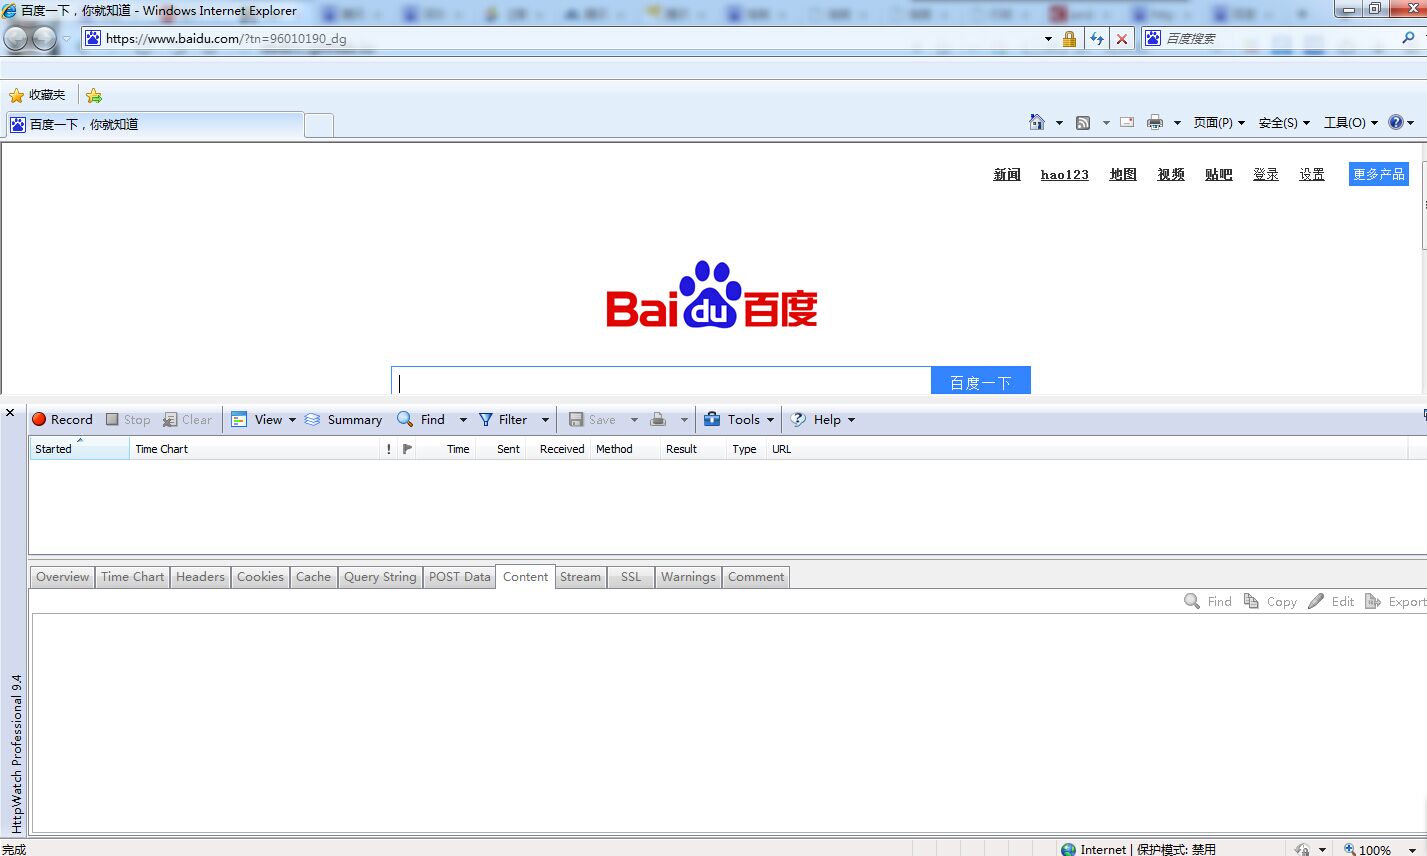 百度一下，你就知道 - Windows Internet Explorer
https://www.baidu.com/?tn=96010190_dg
百度搜索
收藏夹
百度一下，你就知道
页面(P) 安全(S) 工具(O)
新闻 hao123 地图 视频 贴吧 登录 设置 更多产品
Bai du 百度
百度一下
Record Stop Clear View Summary Find Filter Save Tools Help
Started Time Chart ! Time Sent Received Method Result Type URL
Overview Time Chart Headers Cookies Cache Query String POST Data Content Stream SSL Warnings Comment
Find Copy Edit Export
HttpWatch Professional 9.4
完成 Internet | 保护模式: 禁用 100%